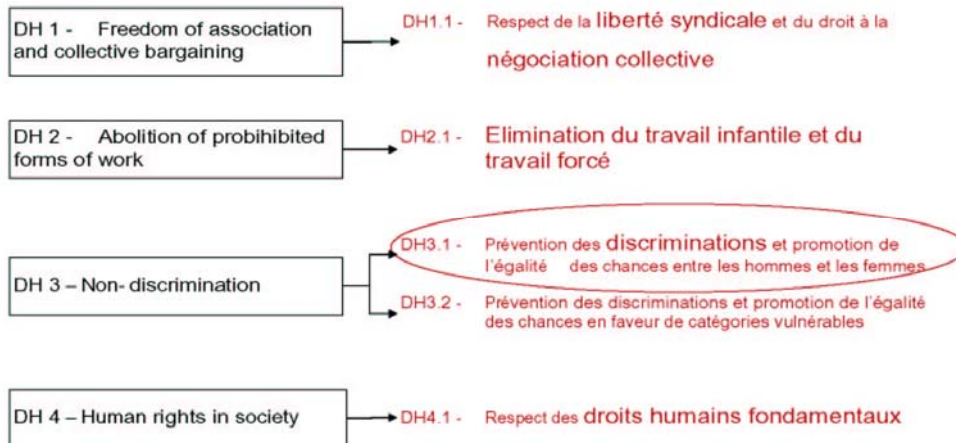 DH 1 - Freedom of association
and collective bargaining
DH1.1 - Respect de la liberté syndicale et du droit à la
négociation collective
DH 2 - Abolition of probihibited
forms of work
DH2.1 - Elimination du travail infantile et du
travail forcé
DH 3 – Non- discrimination
DH3.1 - Prévention des discriminations et promotion de
l'égalité des chances entre les hommes et les femmes
DH3.2 - Prévention des discriminations et promotion de l'égalité
des chances en faveur de catégories vulnérables
DH 4 – Human rights in society
DH4.1 - Respect des droits humains fondamentaux